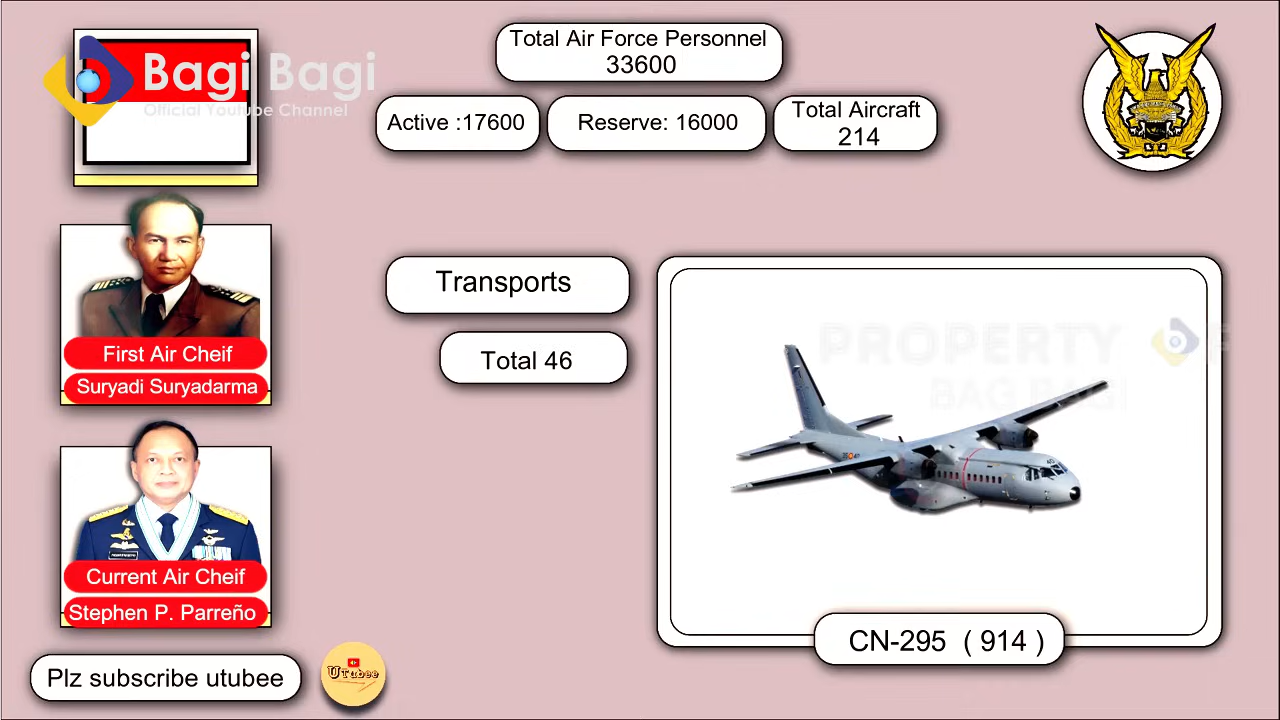 Bagi Bagi
Official Youtube Channel
Total Air Force Personnel
33600
Active :17600
Reserve: 16000
Total Aircraft
214
First Air Cheif
Suryadi Suryadarma
Transports
Total 46
PROPERTY
BAG BAGI
Current Air Cheif
Stephen P. Parreño
CN-295 ( 914 )
Plz subscribe utubee
Utubee